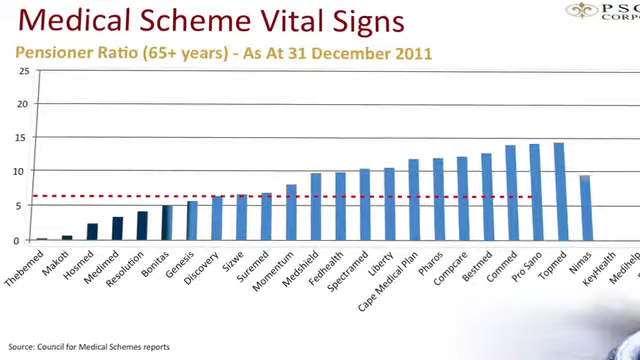 Medical Scheme Vital Signs
PSG
CORPO
Pensioner Ratio (65+ years) - As At 31 December 2011
25
20
15
10
5
0
Thebemed
Makoti
Hosmed
Medimed
Resolution
Bonitas
Genesis
Discovery
Sizwe
Suremed
Momentum
Medshield
Fedhealth
Spectramed
Liberty
Cape Medical Plan
Pharos
Compcare
Bestmed
Commed
Pro Sano
Topmed
Nimas
KeyHealth
Medihelp
Source: Council for Medical Schemes reports